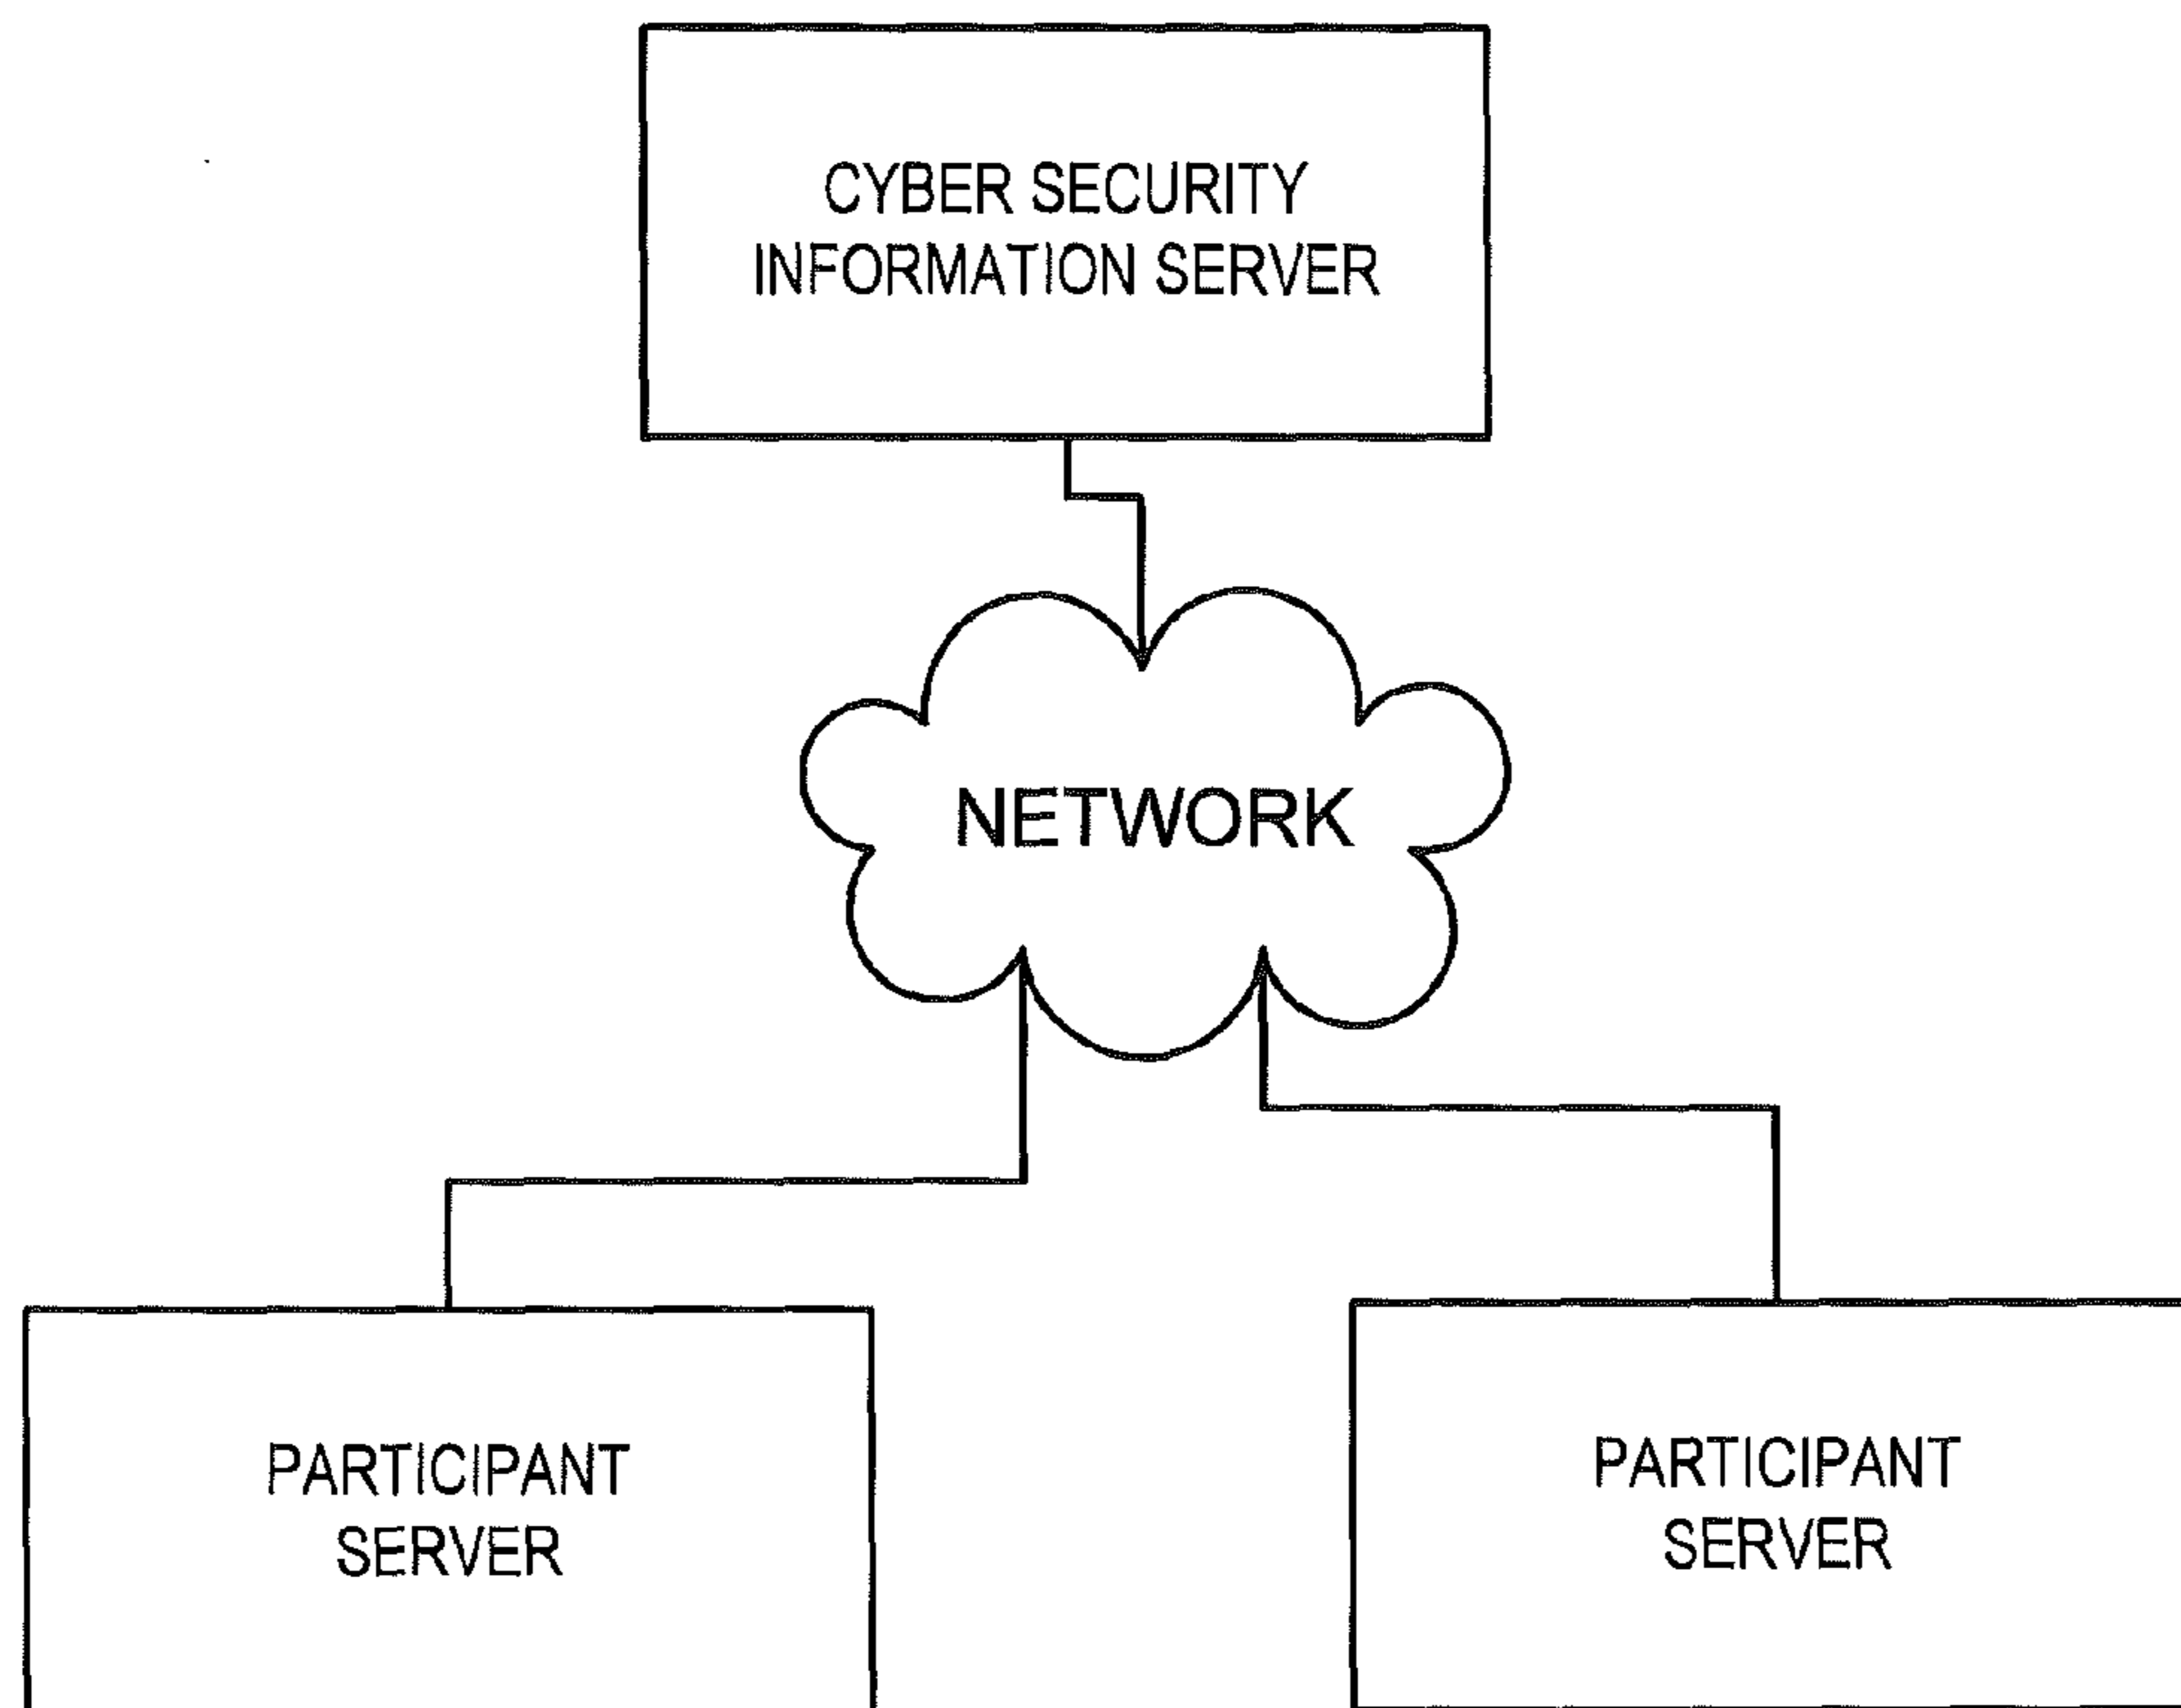 CYBER SECURITY
INFORMATION SERVER
NETWORK
PARTICIPANT
SERVER
PARTICIPANT
SERVER